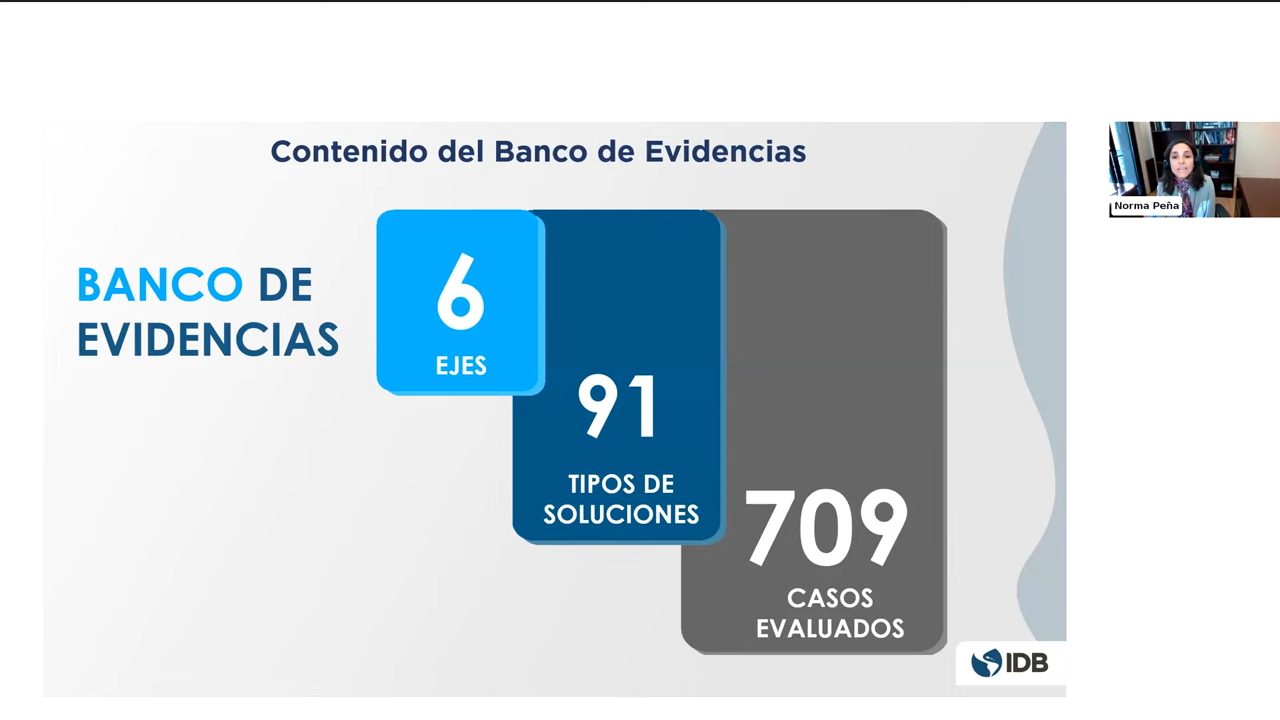 Contenido del Banco de Evidencias
BANCO DE
EVIDENCIAS
6
EJES
91
TIPOS DE
SOLUCIONES
709
CASOS
EVALUADOS
IDB
Norma Peña